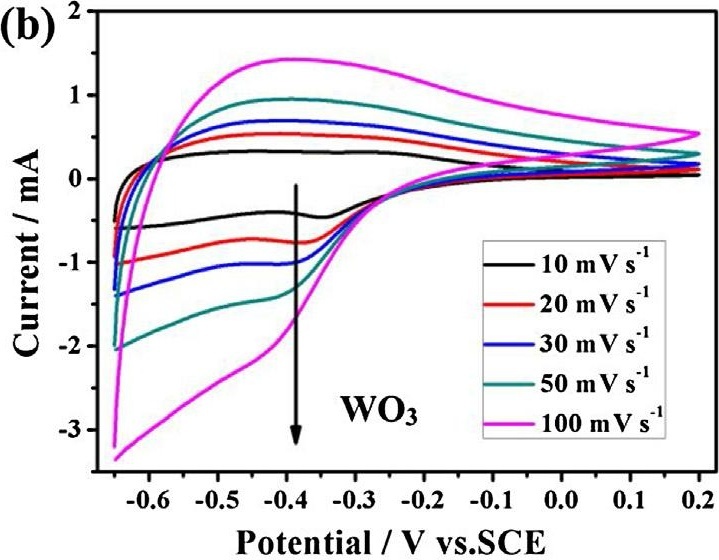 (b)
2
1
0
-1
-2
-3
Current / mA
10 mV s⁻¹
20 mV s⁻¹
30 mV s⁻¹
50 mV s⁻¹
100 mV s⁻¹
WO₃
-0.6 -0.5 -0.4 -0.3 -0.2 -0.1 0.0 0.1 0.2
Potential / V vs.SCE